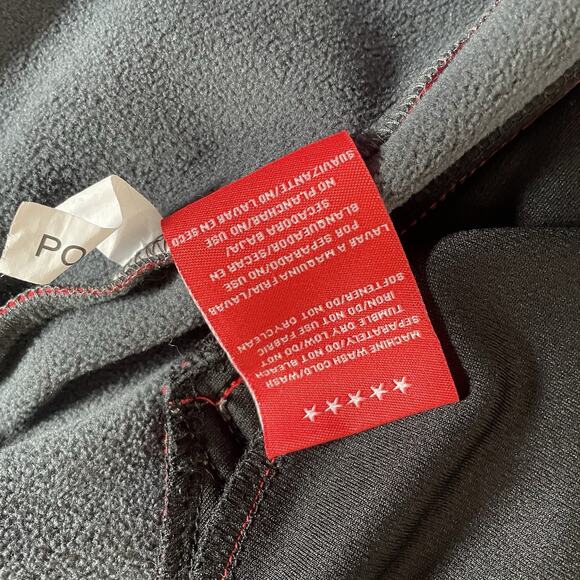 ★★★★★
MACHINE WASH COLD/WASH
SEPARATELY/DO NOT BLEACH
TUMBLE DRY LOW/DO NOT
IRON/DO NOT USE FABRIC
SOFTENER/DO NOT DRYCLEAN
LAVAR A MAQUINA FRIA/LAVAR
POR SEPARADO/NO USE
BLANQUEADOR/SECAR EN
SECADORA BAJA/
NO PLANCHAR/NO USE
SUAVIZANTE/NO LAVAR EN SECO